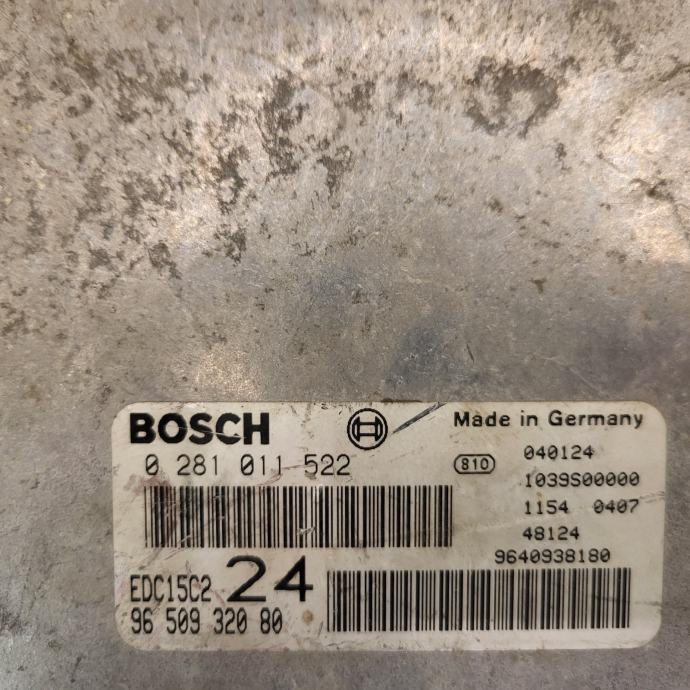 BOSCH
Made in Germany
0 281 011 522
810
040124
1039S00000
1154 0407
48124
9640938180
EDC15C2 24
96 509 320 80